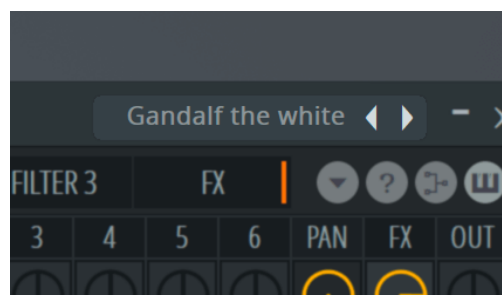 Gandalf the white
FILTER 3 FX
?
3 4 5 6 PAN FX OUT